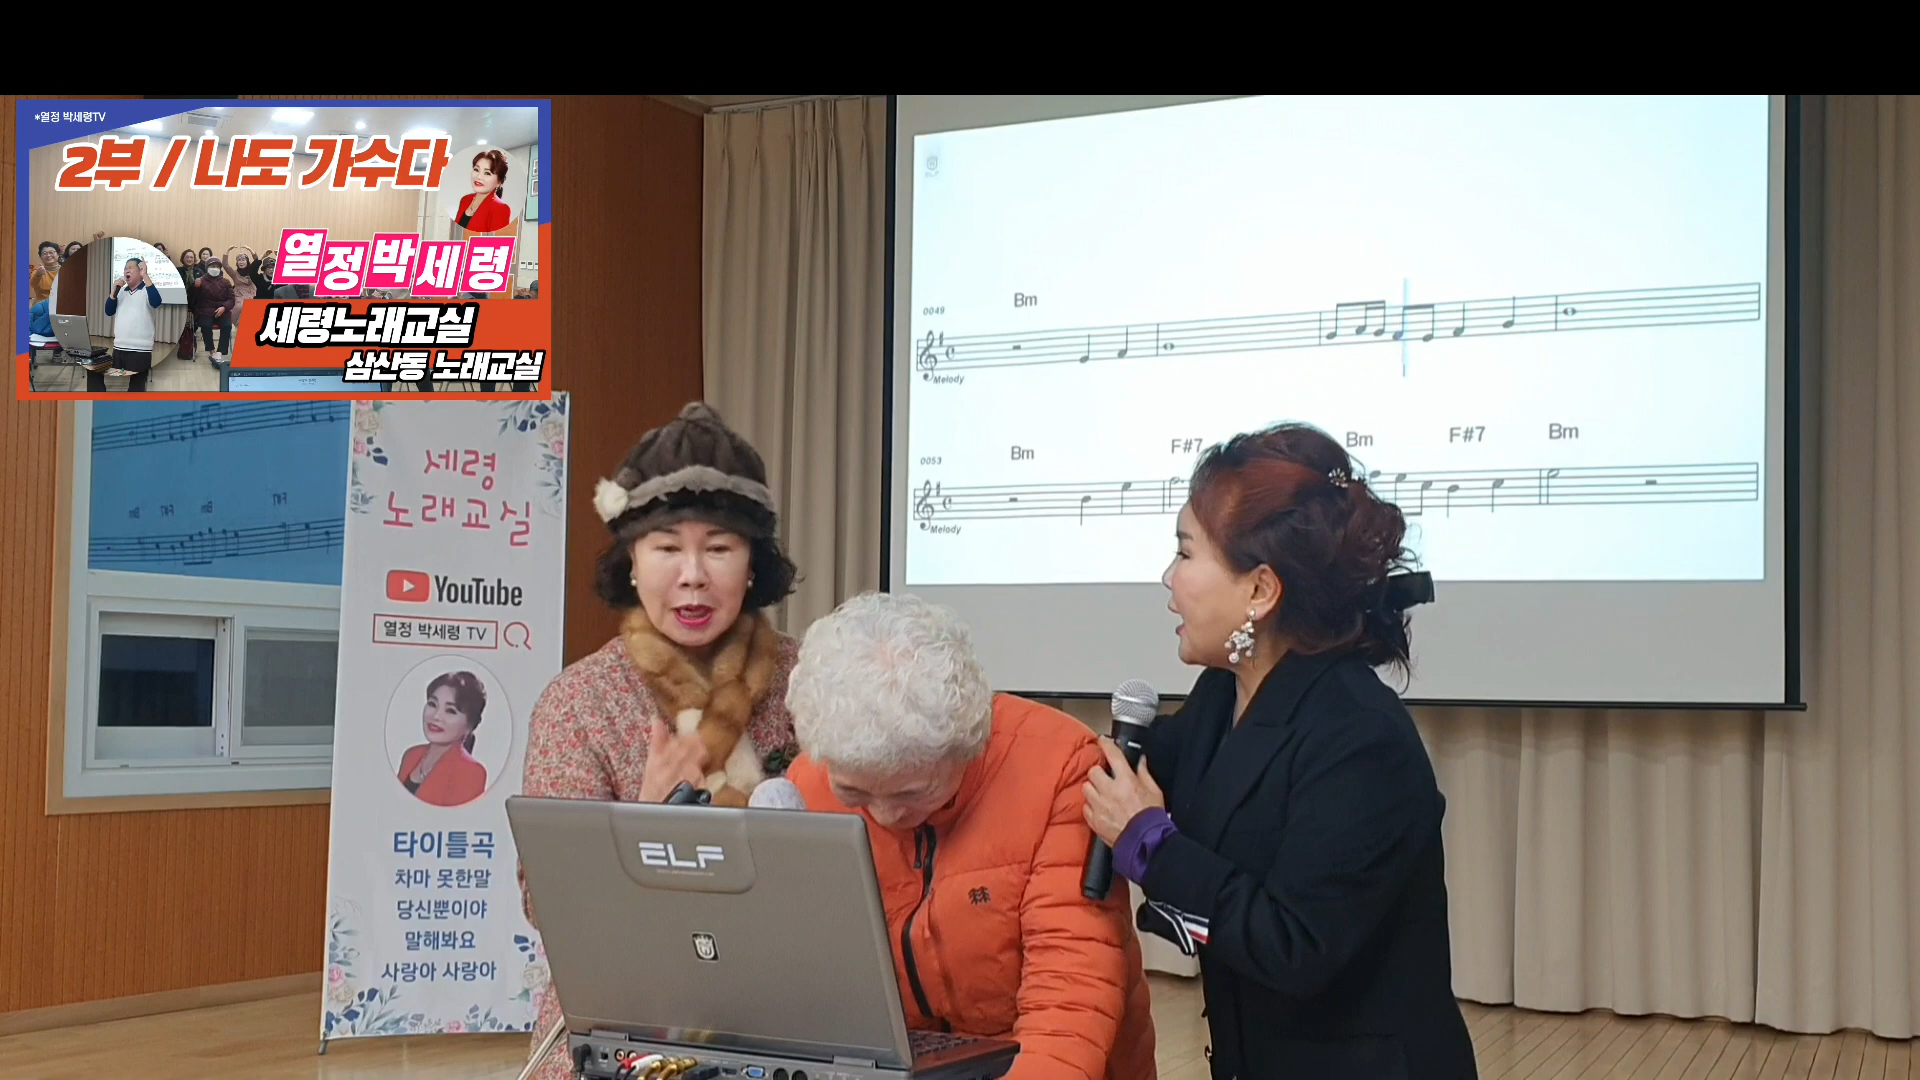 *열정 박세령TV
2부 / 나도 가수다
열정박세령
세령노래교실
삼산동 노래교실
세령
노래교실
YouTube
열정 박세령 TV
타이틀곡
차마 못한말
당신뿐이야
말해봐요
사랑아 사랑아
0049
Bm
Melody
0053
Bm F#7 Bm F#7 Bm
Melody
ELF